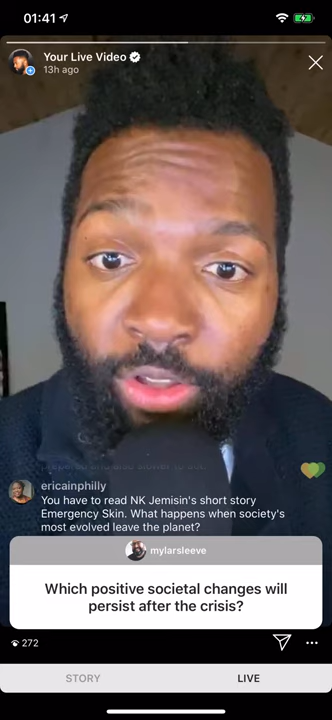 01:41
Your Live Video
13h ago
ericainphilly
You have to read NK Jemisin's short story
Emergency Skin. What happens when society's
most evolved leave the planet?
mylarsleeve
Which positive societal changes will
persist after the crisis?
272
STORY
LIVE